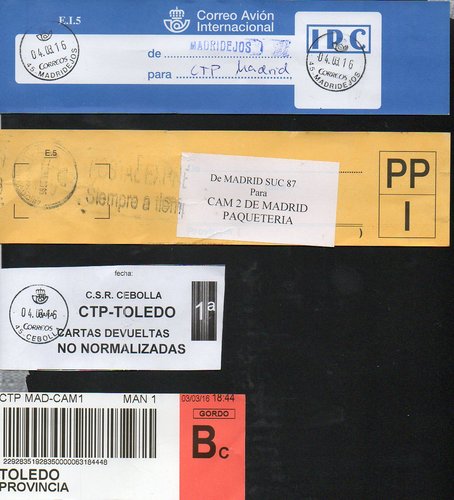 E.I.5
Correo Avión
Internacional
de MADRIDEJOS
para CTP Madrid
IPC
04.03.16
CORREOS
45 MADRIDEJOS
04.03.16
CORREOS
45 MADRIDEJOS
E.5
Siempre a
De MADRID SUC 87
Para
CAM 2 DE MADRID
PAQUETERIA
PP
I
fecha:
C.S.R. CEBOLLA
CTP-TOLEDO
1ª
CARTAS DEVUELTAS
NO NORMALIZADAS
04.03.16
CORREOS
45 CEBOLLA
CTP MAD-CAM1 MAN 1
03/03/16 18:44
GORDO
Bc
2292835192835000063184448
TOLEDO
PROVINCIA